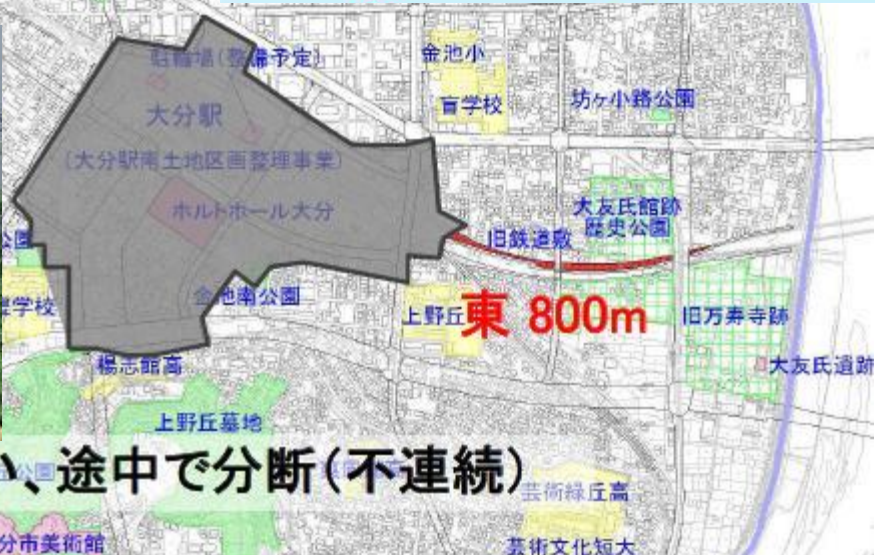 駐輪場(整備予定)
金池小
盲学校
坊ヶ小路公園
大分駅
(大分駅南土地区画整理事業)
ホルトホール大分
大友氏館跡
歴史公園
旧鉄道敷
公園
金池南公園
学校
上野丘
東 800m
旧万寿寺跡
楊志館高
大友氏遺跡
上野丘墓地
、途中で分断(不連続)
公園
芸術緑丘高
分市美術館
芸術文化短大